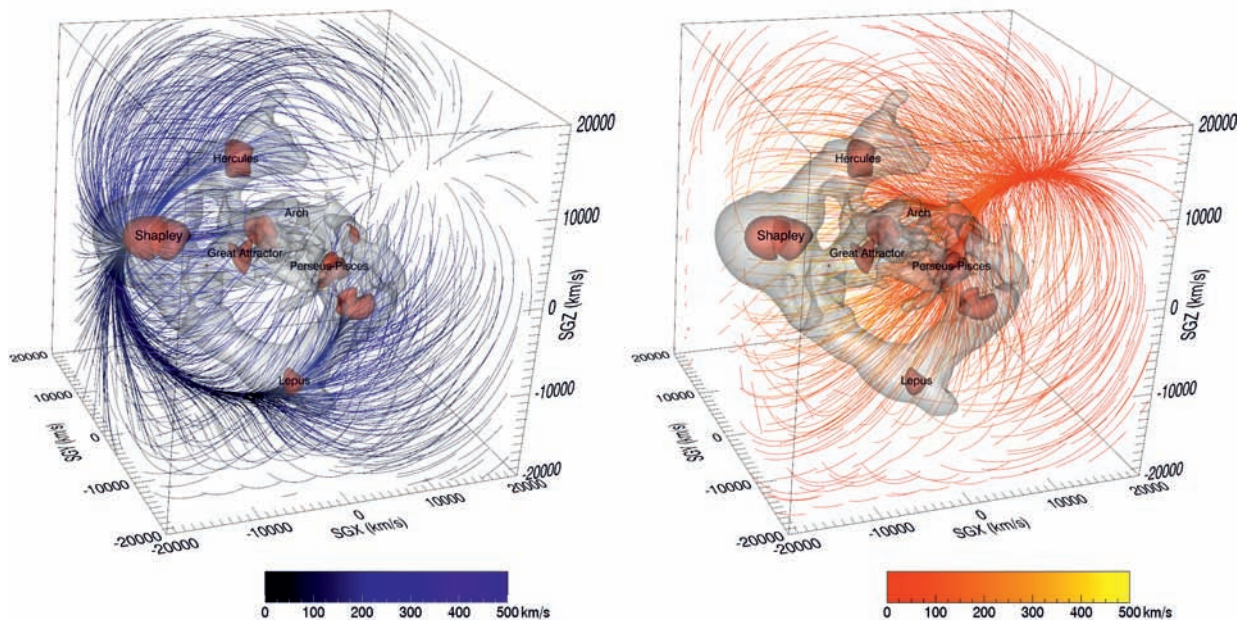 20000
Hercules
Arch
Shapley
Great Attractor
Perseus-Pisces
Lepus
10000
0
-10000
-20000
SGZ (km/s)
20000
10000
0
-10000
-20000
SGY (km/s)
-20000
-10000
0
10000
20000
SGX (km/s)
0 100 200 300 400 500 km/s
20000
Hercules
Arch
Shapley
Great Attractor
Perseus-Pisces
Lepus
10000
0
-10000
-20000
SGZ (km/s)
20000
10000
0
-10000
-20000
SGY (km/s)
-20000
-10000
0
10000
20000
SGX (km/s)
0 100 200 300 400 500 km/s